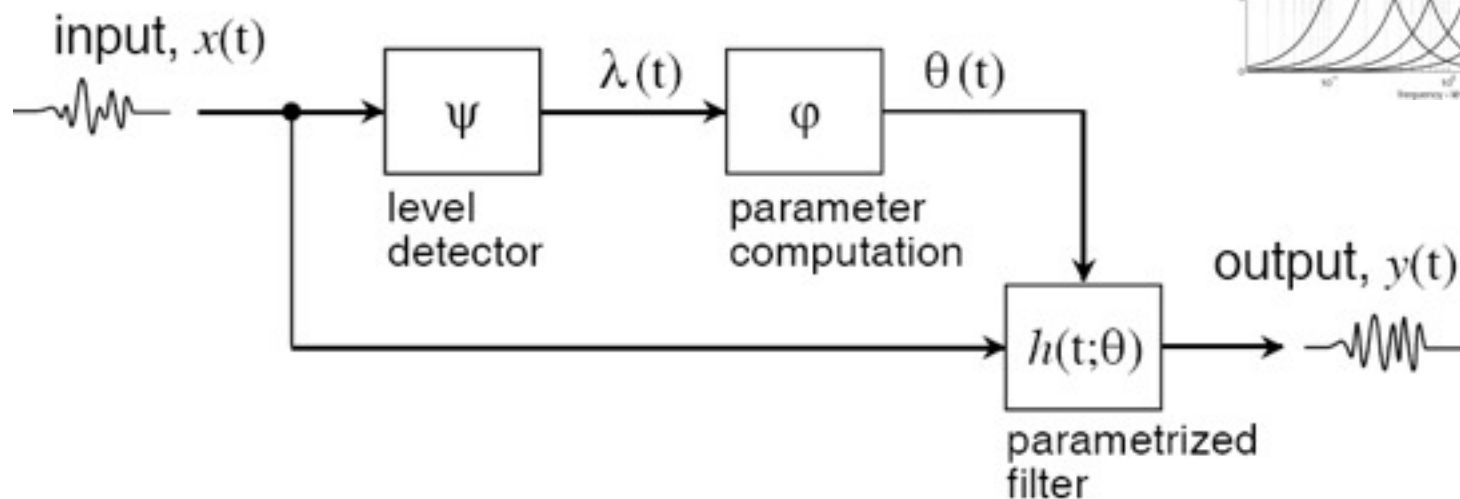 input, x(t)
ψ
level
detector
λ(t)
φ
parameter
computation
θ(t)
h(t;θ)
parametrized
filter
output, y(t)